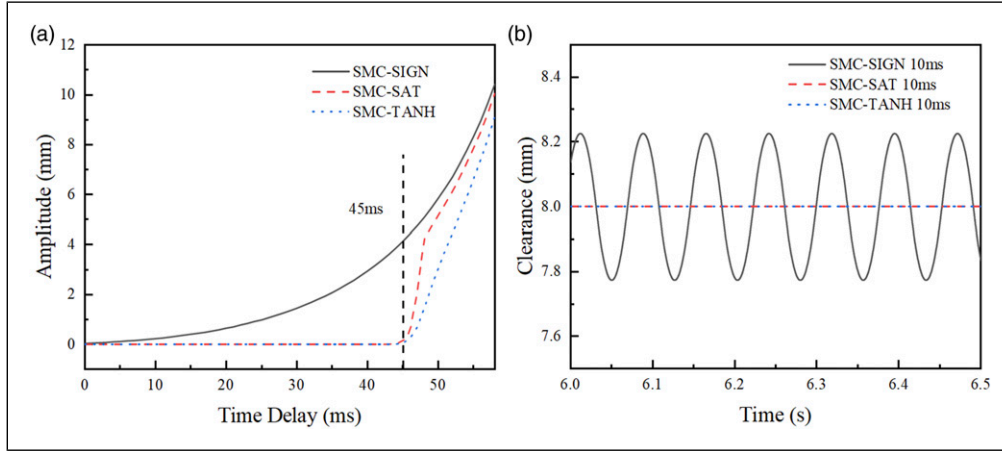 (a)
12
10
8
6
4
2
0
Amplitude (mm)
SMC-SIGN
SMC-SAT
SMC-TANH
45ms
0 10 20 30 40 50
Time Delay (ms)
(b)
8.4
8.2
8.0
7.8
7.6
Clearance (mm)
SMC-SIGN 10ms
SMC-SAT 10ms
SMC-TANH 10ms
6.0 6.1 6.2 6.3 6.4 6.5
Time (s)